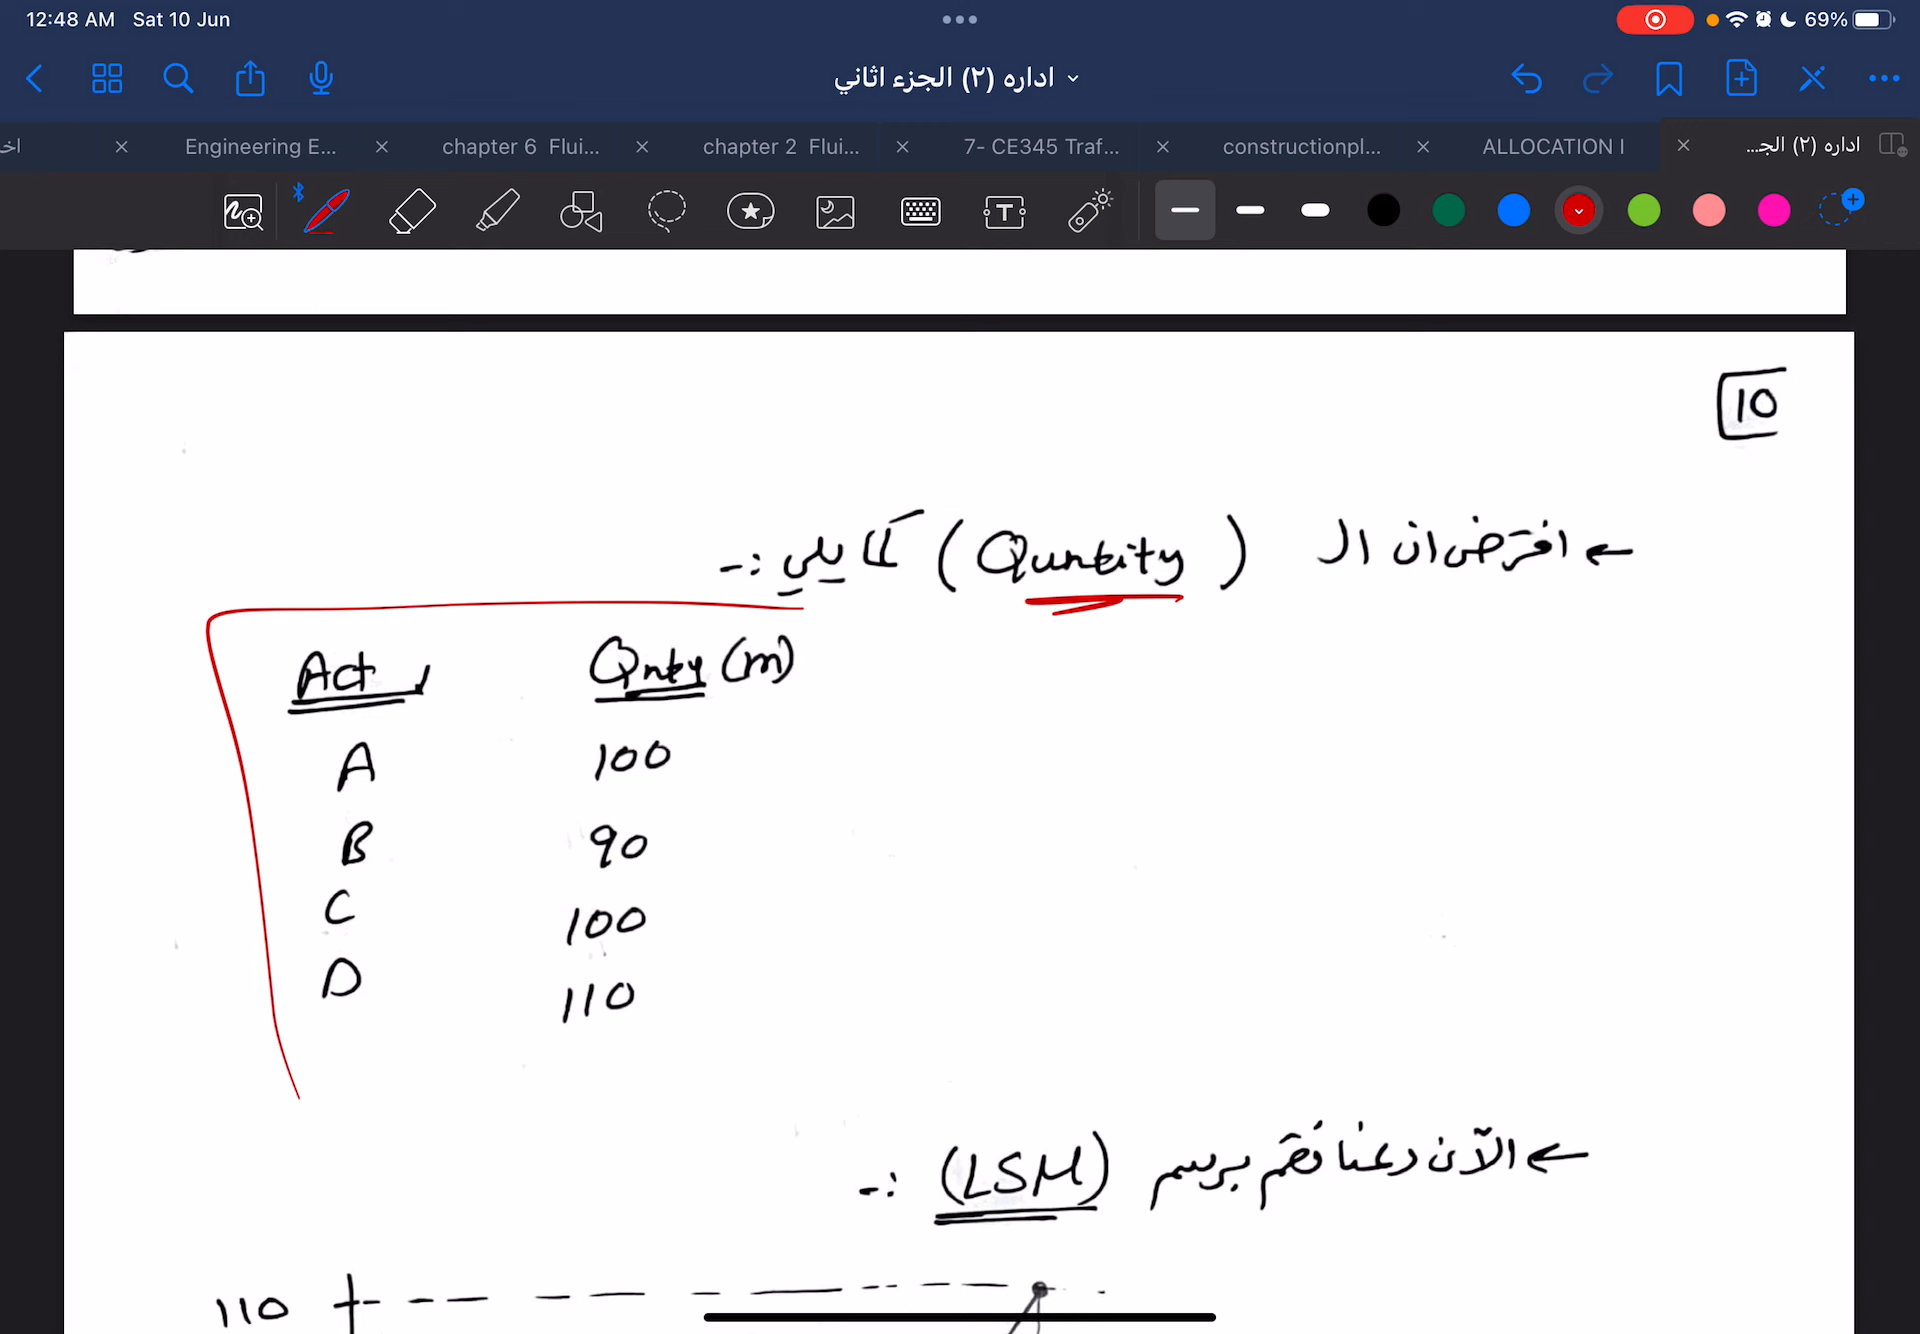 12:48 AM Sat 10 Jun
69%
اداره (٢) الجزء اثاني
Engineering E...
chapter 6 Flui...
chapter 2 Flui...
7- CE345 Traf...
constructionpl...
ALLOCATION I
اداره (٢) الجـ...
10
← افترض ان ال (Quntity) كما يلي :-
Act Qnty (m)
A 100
B 90
C 100
D 110
← الآن دعنا نقم برسم (LSM) :-
110